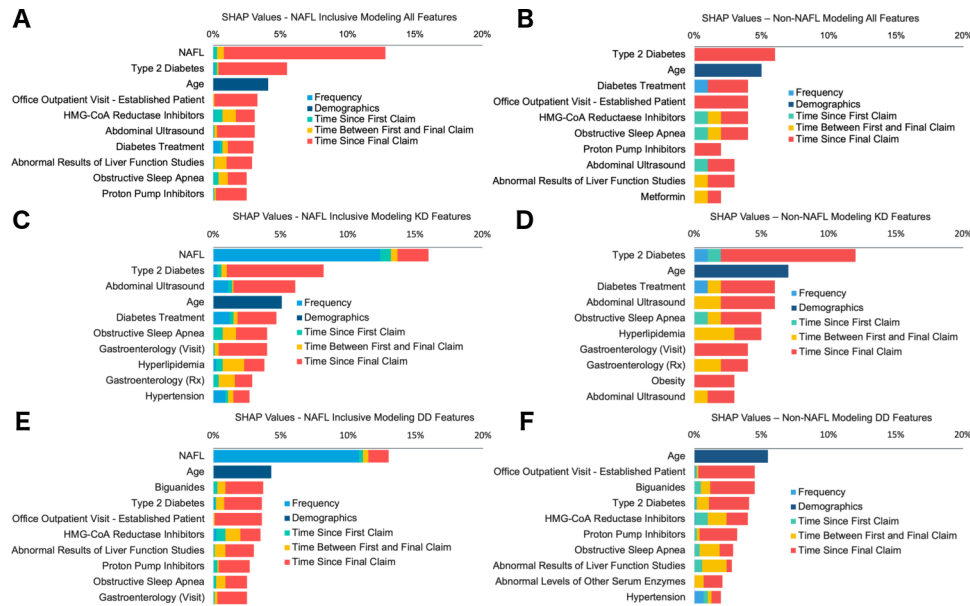 A
SHAP Values - NAFL Inclusive Modeling All Features
0% 5% 10% 15% 20%
NAFL
Type 2 Diabetes
Age
Office Outpatient Visit - Established Patient
HMG-CoA Reductase Inhibitors
Abdominal Ultrasound
Diabetes Treatment
Abnormal Results of Liver Function Studies
Obstructive Sleep Apnea
Proton Pump Inhibitors
Frequency
Demographics
Time Since First Claim
Time Between First and Final Claim
Time Since Final Claim
B
SHAP Values – Non-NAFL Modeling All Features
0% 5% 10% 15% 20%
Type 2 Diabetes
Age
Diabetes Treatment
Office Outpatient Visit - Established Patient
HMG-CoA Reductaese Inhibitors
Obstructive Sleep Apnea
Proton Pump Inhibitors
Abdominal Ultrasound
Abnormal Results of Liver Function Studies
Metformin
Frequency
Demographics
Time Since First Claim
Time Between First and Final Claim
Time Since Final Claim
C
SHAP Values - NAFL Inclusive Modeling KD Features
0% 5% 10% 15% 20%
NAFL
Type 2 Diabetes
Abdominal Ultrasound
Age
Diabetes Treatment
Obstructive Sleep Apnea
Gastroenterology (Visit)
Hyperlipidemia
Gastroenterology (Rx)
Hypertension
Frequency
Demographics
Time Since First Claim
Time Between First and Final Claim
Time Since Final Claim
D
SHAP Values – Non-NAFL Modeling KD Features
0% 5% 10% 15% 20%
Type 2 Diabetes
Age
Diabetes Treatment
Abdominal Ultrasound
Obstructive Sleep Apnea
Hyperlipidemia
Gastroenterology (Visit)
Gastroenterology (Rx)
Obesity
Abdominal Ultrasound
Frequency
Demographics
Time Since First Claim
Time Between First and Final Claim
Time Since Final Claim
E
SHAP Values - NAFL Inclusive Modeling DD Features
0% 5% 10% 15% 20%
NAFL
Age
Biguanides
Type 2 Diabetes
Office Outpatient Visit - Established Patient
HMG-CoA Reductase Inhibitors
Abnormal Results of Liver Function Studies
Proton Pump Inhibitors
Obstructive Sleep Apnea
Gastroenterology (Visit)
Frequency
Demographics
Time Since First Claim
Time Between First and Final Claim
Time Since Final Claim
F
SHAP Values – Non-NAFL Modeling DD Features
0% 5% 10% 15% 20%
Age
Office Outpatient Visit - Established Patient
Biguanides
Type 2 Diabetes
HMG-CoA Reductase Inhibitors
Proton Pump Inhibitors
Obstructive Sleep Apnea
Abnormal Results of Liver Function Studies
Abnormal Levels of Other Serum Enzymes
Hypertension
Frequency
Demographics
Time Since First Claim
Time Between First and Final Claim
Time Since Final Claim